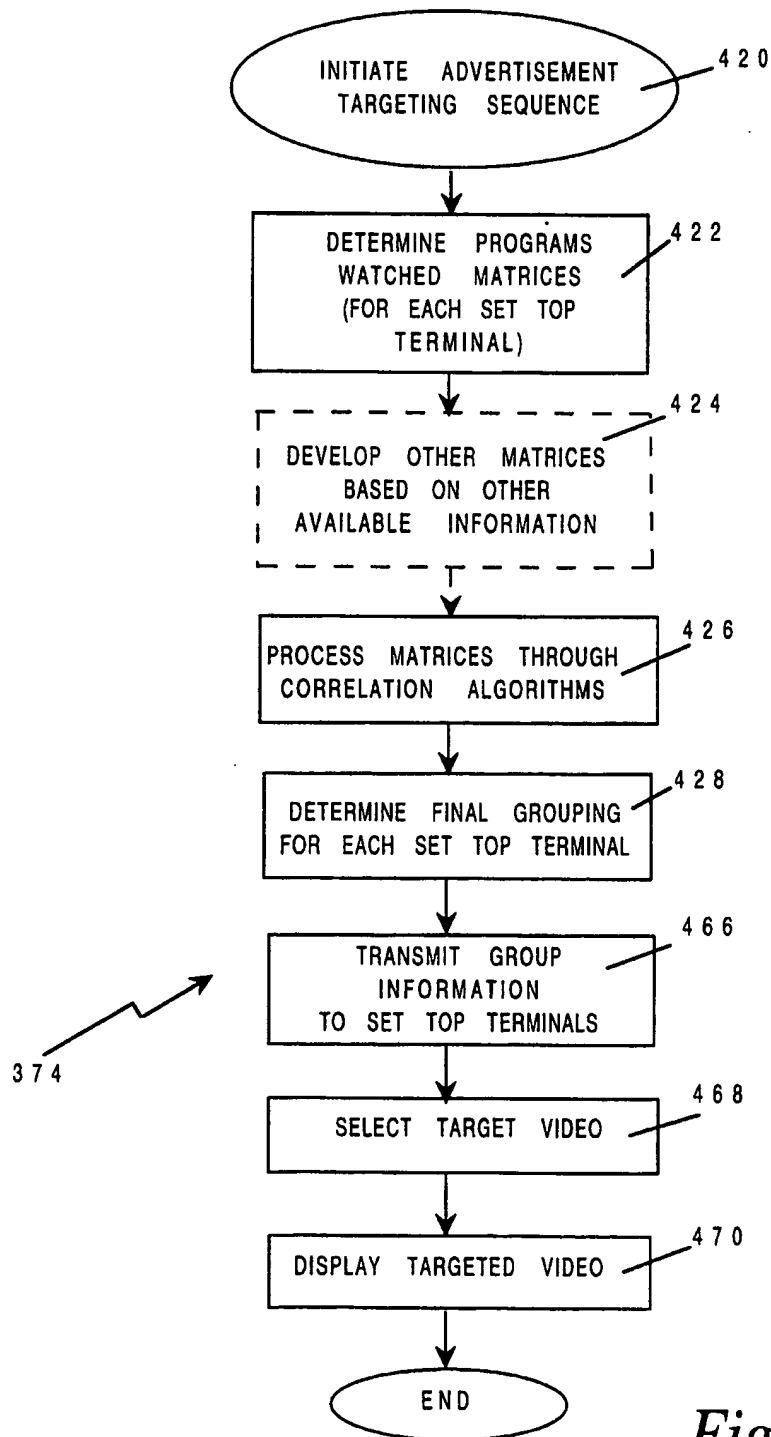 INITIATE ADVERTISEMENT
TARGETING SEQUENCE
420
DETERMINE PROGRAMS
WATCHED MATRICES
(FOR EACH SET TOP
TERMINAL)
422
DEVELOP OTHER MATRICES
BASED ON OTHER
AVAILABLE INFORMATION
424
PROCESS MATRICES THROUGH
CORRELATION ALGORITHMS
426
DETERMINE FINAL GROUPING
FOR EACH SET TOP TERMINAL
428
TRANSMIT GROUP
INFORMATION
TO SET TOP TERMINALS
466
374
SELECT TARGET VIDEO
468
DISPLAY TARGETED VIDEO
470
END
Fig